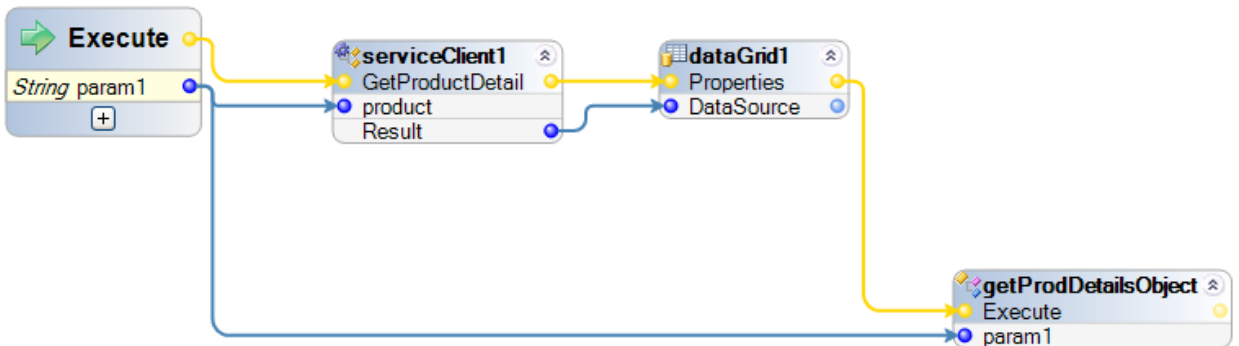 Execute
String param1
serviceClient1
GetProductDetail
product
Result
dataGrid1
Properties
DataSource
getProdDetailsObject
Execute
param1